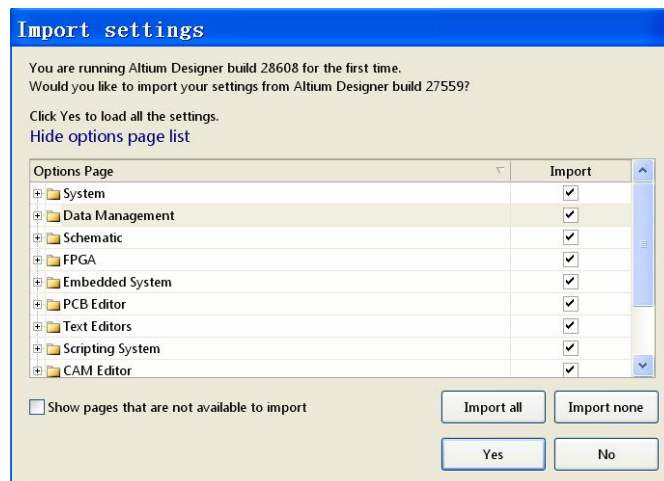 Import settings
You are running Altium Designer build 28608 for the first time.
Would you like to import your settings from Altium Designer build 27559?
Click Yes to load all the settings.
Hide options page list
Options Page Import
System
Data Management
Schematic
FPGA
Embedded System
PCB Editor
Text Editors
Scripting System
CAM Editor
Show pages that are not available to import
Import all Import none
Yes No